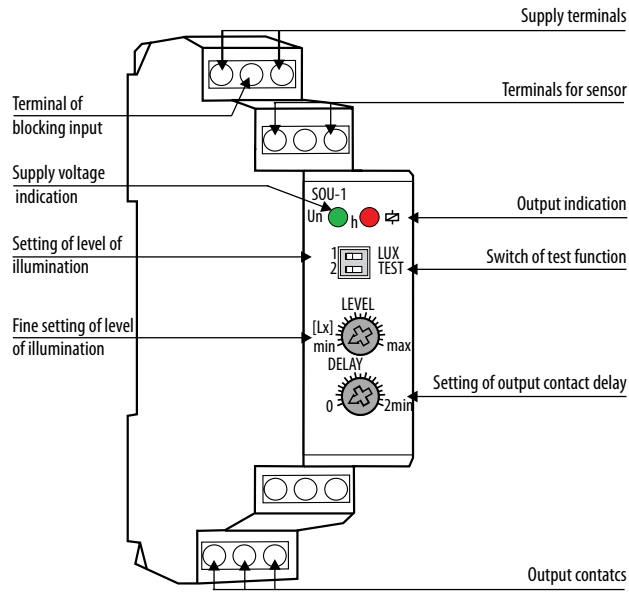 Supply terminals
Terminals for sensor
Terminal of
blocking input
Supply voltage
indication
SOU-1
Un h
Output indication
Setting of level of
illumination
1 LUX
2 TEST
Switch of test function
LEVEL
[Lx]
min max
Fine setting of level
of illumination
DELAY
0 2min
Setting of output contact delay
Output contatcs